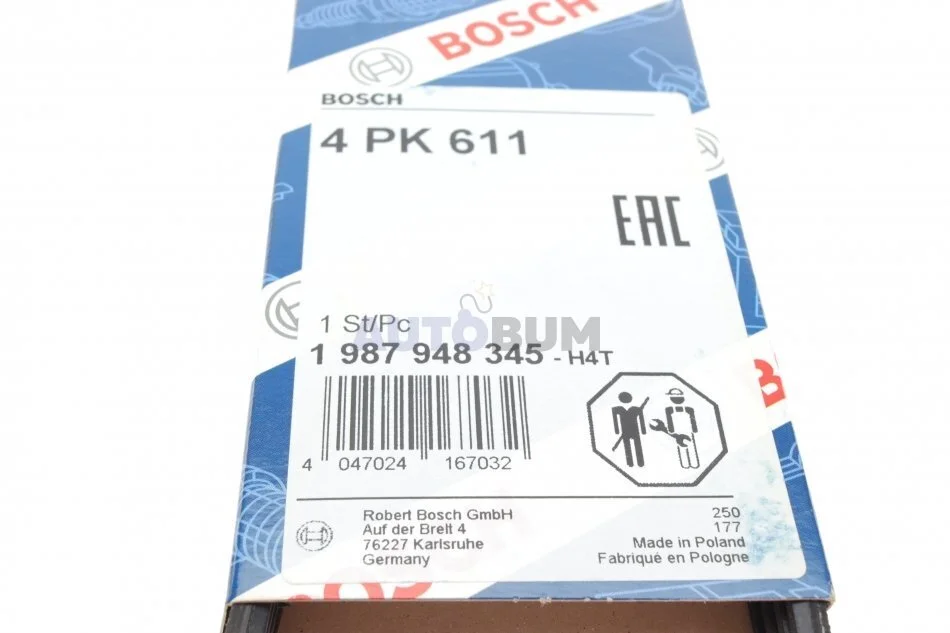 BOSCH
BOSCH
4 PK 611
EAC
1 St/Pc
AUTOBUM
1 987 948 345 - H4T
4 047024 167032
Robert Bosch GmbH
Auf der Breit 4
76227 Karlsruhe
Germany
250
177
Made in Poland
Fabriqué en Pologne